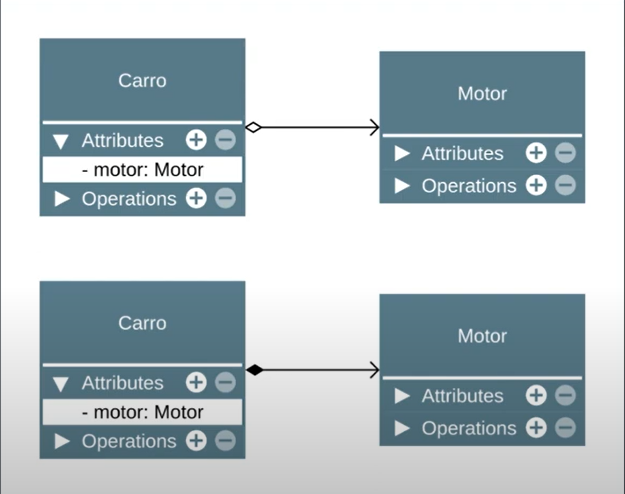 Carro
Attributes
- motor: Motor
Operations
Motor
Attributes
Operations
Carro
Attributes
- motor: Motor
Operations
Motor
Attributes
Operations